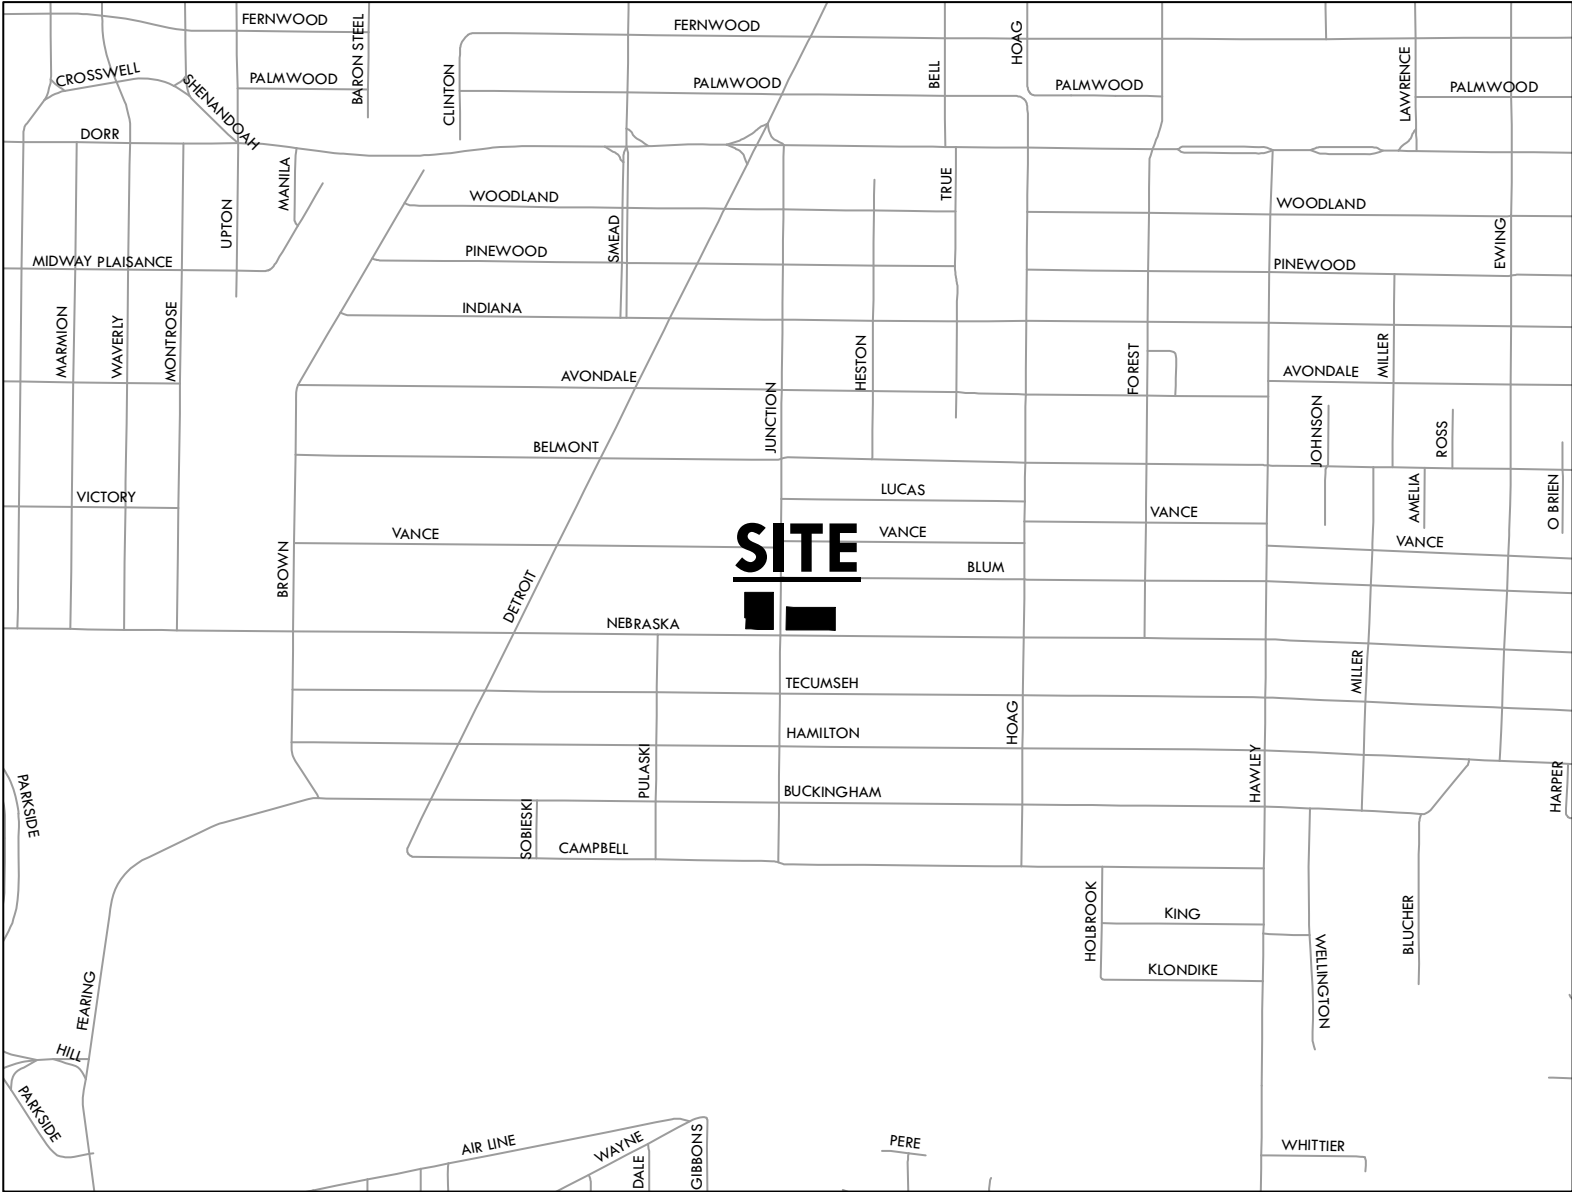 FERNWOOD
BARON STEEL
FERNWOOD
HOAG
CROSSWELL
SHENANDOAH
PALMWOOD
CLINTON
PALMWOOD
BELL
PALMWOOD
LAWRENCE
PALMWOOD
DORR
MANILA
UPTON
WOODLAND
SMEAD
TRUE
WOODLAND
EWING
MIDWAY PLAISANCE
PINEWOOD
PINEWOOD
MARMION
WAVERLY
MONTROSE
INDIANA
HESTON
FOREST
MILLER
AVONDALE
JUNCTION
AVONDALE
JOHNSON
ROSS
BELMONT
VICTORY
LUCAS
AMELIA
O BRIEN
VANCE
VANCE
VANCE
VANCE
SITE
BROWN
DETROIT
BLUM
NEBRASKA
TECUMSEH
MILLER
HOAG
HAMILTON
PULASKI
HAWLEY
HARPER
PARKSIDE
SOBIESKI
BUCKINGHAM
CAMPBELL
HOLBROOK
KING
BLUCHER
WELLINGTON
KLONDIKE
FEARING
HILL
PARKSIDE
AIR LINE
WAYNE
DALE
GIBBONS
PERE
WHITTIER